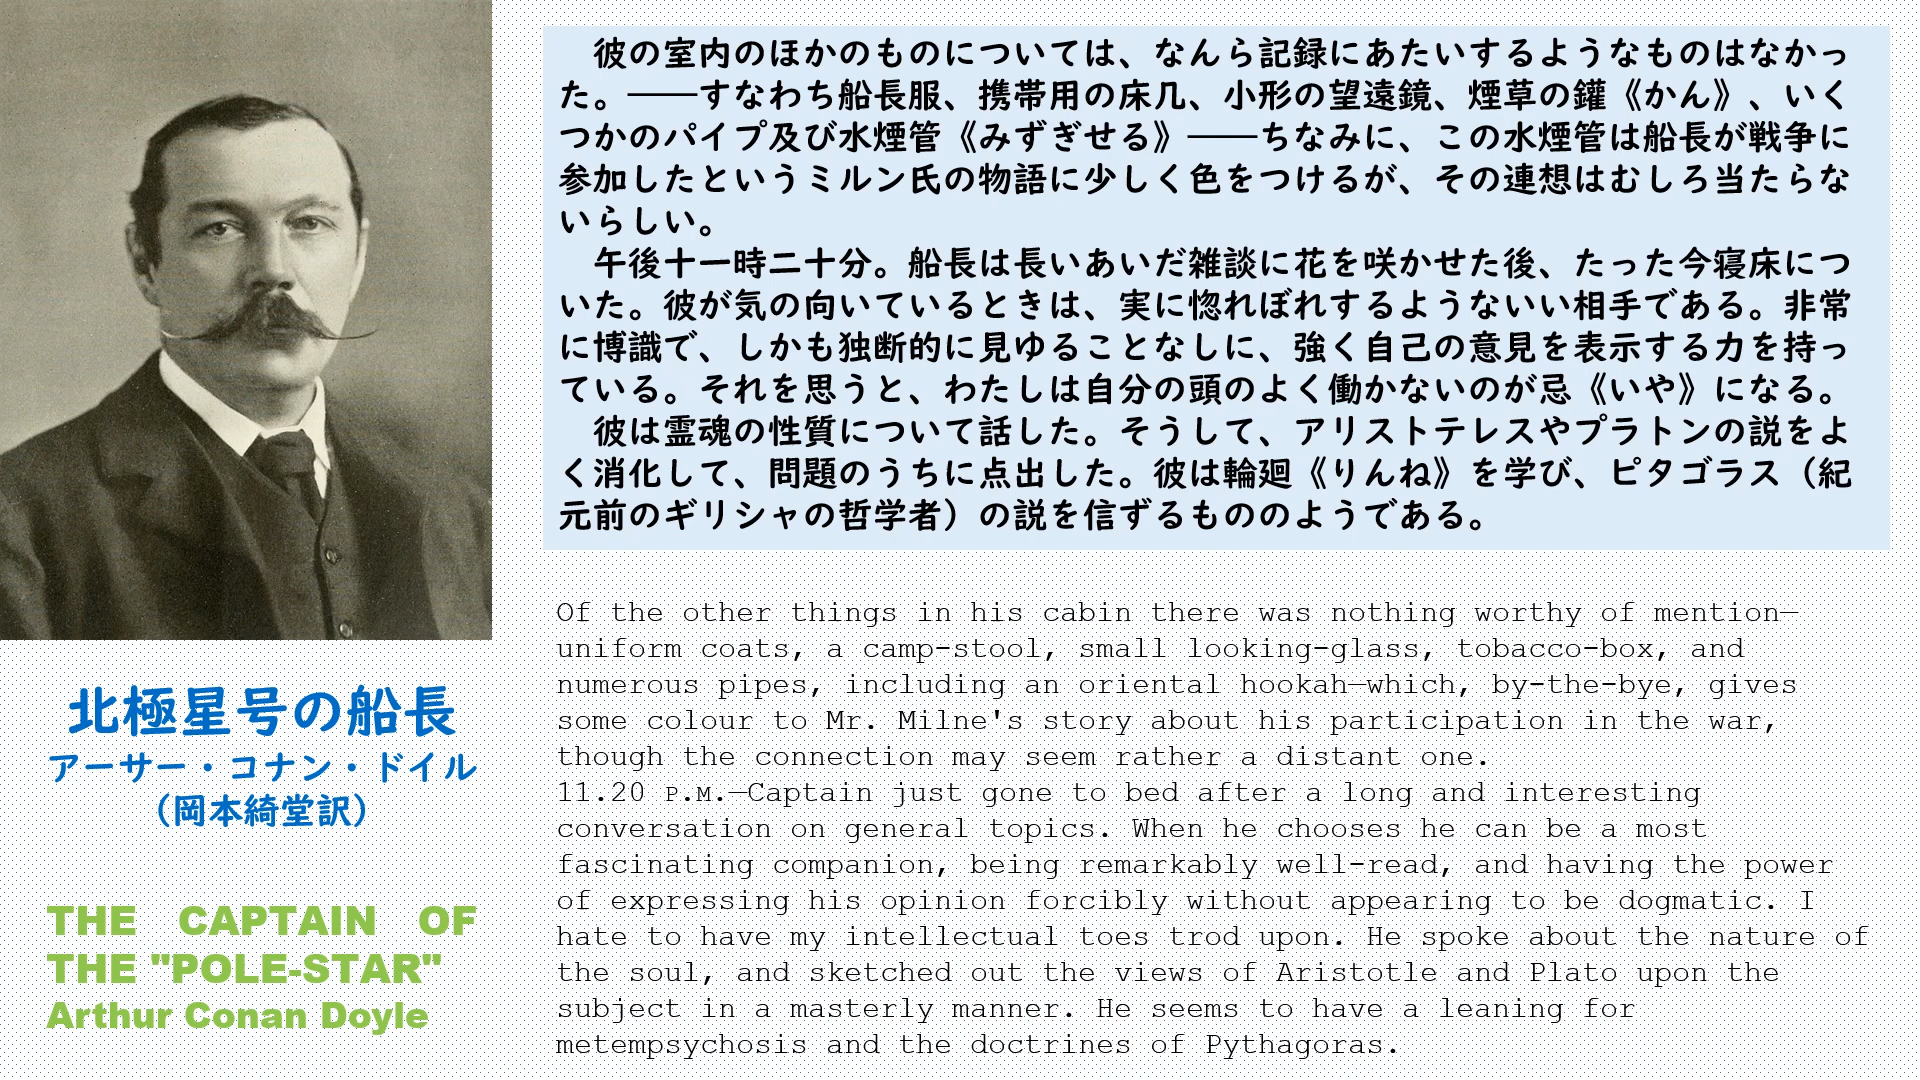 彼の室内のほかのものについては、なんら記録にあたいするようなものはなかっ
た。――すなわち船長服、携帯用の床几、小形の望遠鏡、煙草の鑵《かん》、いく
つかのパイプ及び水煙管《みずぎせる》――ちなみに、この水煙管は船長が戦争に
参加したというミルン氏の物語に少しく色をつけるが、その連想はむしろ当たらな
いらしい。
午後十一時二十分。船長は長いあいだ雑談に花を咲かせた後、たった今寝床につ
いた。彼が気の向いているときは、実に惚れぼれするようないい相手である。非常
に博識で、しかも独断的に見ゆることなしに、強く自己の意見を表示する力を持っ
ている。それを思うと、わたしは自分の頭のよく働かないのが忌《いや》になる。
彼は霊魂の性質について話した。そうして、アリストテレスやプラトンの説をよ
く消化して、問題のうちに点出した。彼は輪廻《りんね》を学び、ピタゴラス（紀
元前のギリシャの哲学者）の説を信ずるもののようである。
Of the other things in his cabin there was nothing worthy of mention—
uniform coats, a camp-stool, small looking-glass, tobacco-box, and
numerous pipes, including an oriental hookah—which, by-the-bye, gives
some colour to Mr. Milne's story about his participation in the war,
though the connection may seem rather a distant one.
11.20 P.M.—Captain just gone to bed after a long and interesting
conversation on general topics. When he chooses he can be a most
fascinating companion, being remarkably well-read, and having the power
of expressing his opinion forcibly without appearing to be dogmatic. I
hate to have my intellectual toes trod upon. He spoke about the nature of
the soul, and sketched out the views of Aristotle and Plato upon the
subject in a masterly manner. He seems to have a leaning for
metempsychosis and the doctrines of Pythagoras.
北極星号の船長
アーサー・コナン・ドイル
（岡本綺堂訳）
THE CAPTAIN OF
THE "POLE-STAR"
Arthur Conan Doyle